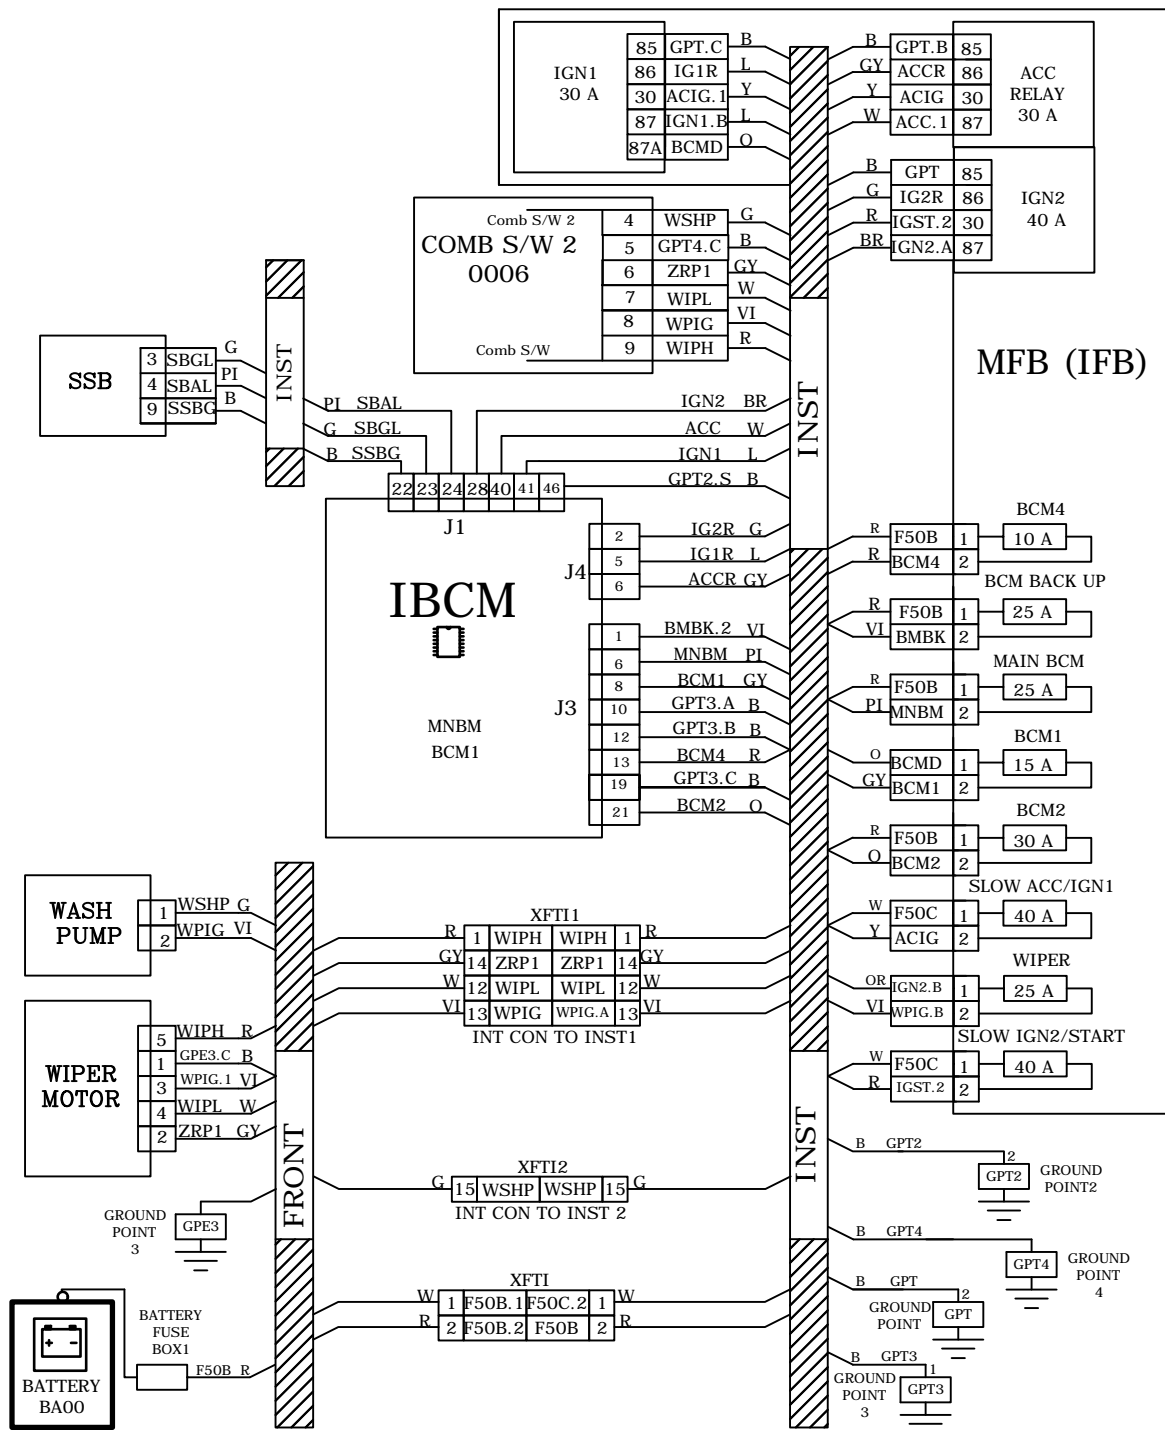 IGN1
30 A
85 GPT.C B
86 IG1R L
30 ACIG.1 Y
87 IGN1.B L
87A BCMD O
B GPT.B 85
GY ACCR 86
Y ACIG 30
W ACC.1 87
ACC
RELAY
30 A
B GPT 85
G IG2R 86
R IGST.2 30
BR IGN2.A 87
IGN2
40 A
Comb S/W 2
COMB S/W 2
0006
Comb S/W
4 WSHP G
5 GPT4.C B
6 ZRP1 GY
7 WIPL W
8 WPIG VI
9 WIPH R
MFB (IFB)
SSB
3 SBGL G
4 SBAL PI
9 SSBG B
INST
PI SBAL
G SBGL
B SSBG
IGN2 BR
ACC W
IGN1 L
GPT2.S B
INST
22 23 24 28 40 41 46
J1
IBCM
MNBM
BCM1
J4
2 IG2R G
5 IG1R L
6 ACCR GY
J3
1 BMBK.2 VI
6 MNBM PI
8 BCM1 GY
10 GPT3.A B
12 GPT3.B B
13 BCM4 R
19 GPT3.C B
21 BCM2 O
BCM4
R F50B 1 10 A
R BCM4 2
BCM BACK UP
R F50B 1 25 A
VI BMBK 2
MAIN BCM
R F50B 1 25 A
PI MNBM 2
BCM1
O BCMD 1 15 A
GY BCM1 2
BCM2
R F50B 1 30 A
O BCM2 2
SLOW ACC/IGN1
W F50C 1 40 A
Y ACIG 2
WIPER
OR IGN2.B 1 25 A
VI WPIG.B 2
SLOW IGN2/START
W F50C 1 40 A
R IGST.2 2
WASH
PUMP
1 WSHP G
2 WPIG VI
WIPER
MOTOR
5 WIPH R
1 GPE3.C B
3 WPIG.1 VI
4 WIPL W
2 ZRP1 GY
FRONT
XFTI1
R 1 WIPH WIPH 1 R
GY 14 ZRP1 ZRP1 14 GY
W 12 WIPL WIPL 12 W
VI 13 WPIG WPIG.A 13 VI
INT CON TO INST1
XFTI2
G 15 WSHP WSHP 15 G
INT CON TO INST 2
XFTI
W 1 F50B.1 F50C.2 1 W
R 2 F50B.2 F50B 2 R
INST
GROUND
POINT
3
GPE3
BATTERY
FUSE
BOX1
F50B R
+ -
BATTERY
BA00
B GPT2 2
GPT2
GROUND
POINT2
B GPT4
GPT4
GROUND
POINT
4
B GPT 2
GROUND
POINT
GPT
B GPT3 1
GROUND
POINT
3
GPT3